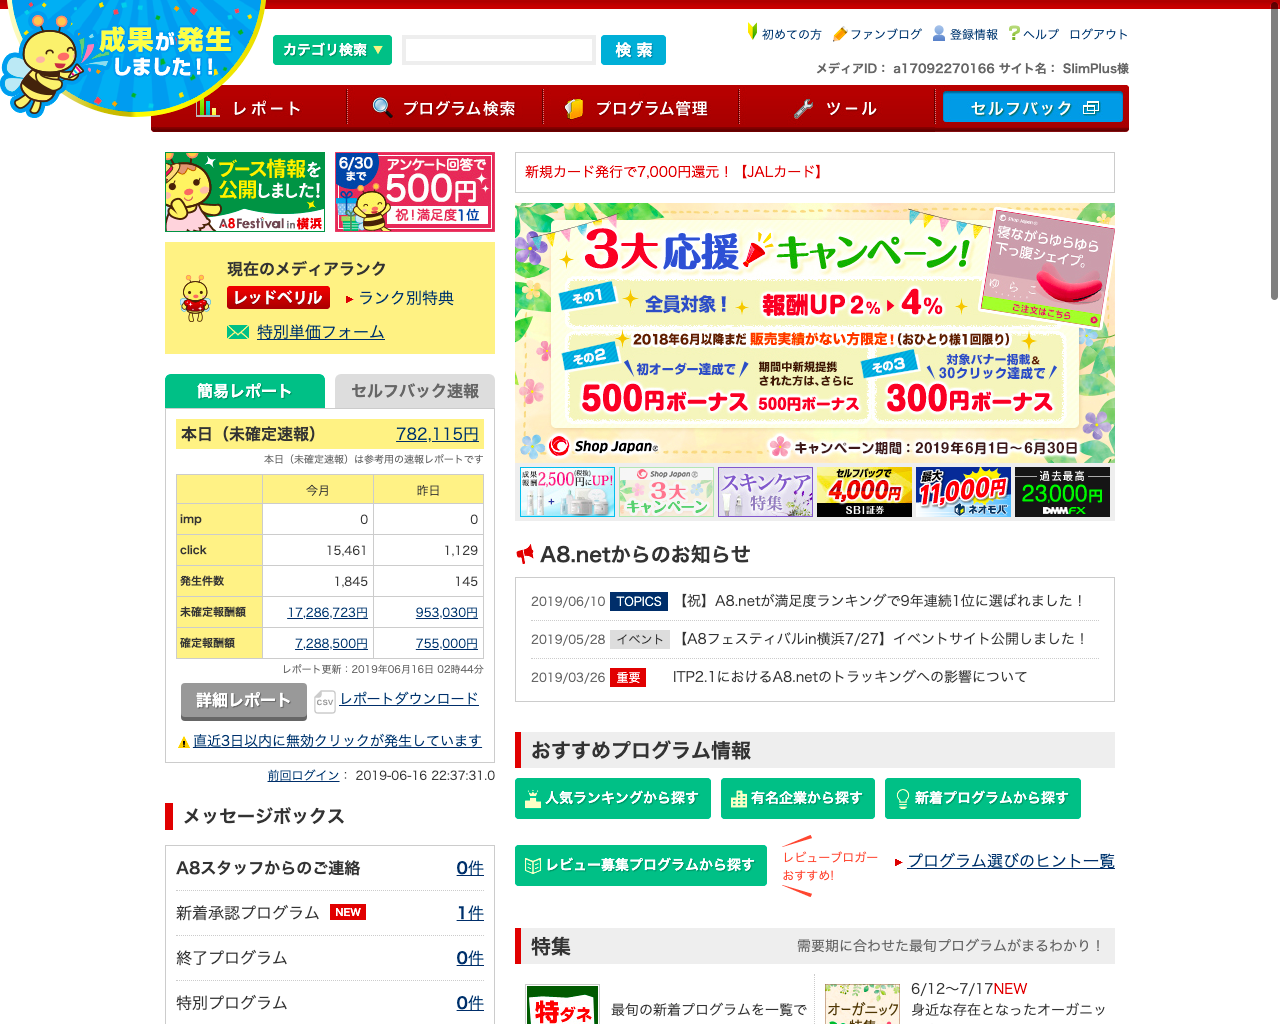 成果が発生
しました!!
カテゴリ検索 ▼
検 索
初めての方
ファンブログ
登録情報
ヘルプ
ログアウト
メディアID： a17092270166 サイト名： SlimPlus様
レポート
プログラム検索
プログラム管理
ツール
セルフバック
ブース情報を
公開しました!
A8Festival in 横浜
6/30
まで
アンケート回答で
500円
祝！満足度1位
現在のメディアランク
レッドベリル
ランク別特典
特別単価フォーム
簡易レポート
セルフバック速報
本日（未確定速報） 782,115円
本日（未確定速報）は参考用の速報レポートです
今月 昨日
imp 0 0
click 15,461 1,129
発生件数 1,845 145
未確定報酬額 17,286,723円 953,030円
確定報酬額 7,288,500円 755,000円
レポート更新：2019年06月16日 02時44分
詳細レポート
CSV
レポートダウンロード
直近3日以内に無効クリックが発生しています
前回ログイン： 2019-06-16 22:37:31.0
メッセージボックス
A8スタッフからのご連絡 0件
新着承認プログラム NEW 1件
終了プログラム 0件
特別プログラム 0件
新規カード発行で7,000円還元！【JALカード】
3大応援キャンペーン!
Shop Japan
寝ながらゆらゆら
下っ腹シェイプ。
ゆらこ
ご注文はこちら
その1
全員対象！ 報酬UP 2%▶4%
2018年6月以降まだ 販売実績がない方限定！(おひとり様1回限り)
その2
初オーダー達成で
500円ボーナス
期間中新規提携
された方は、さらに
500円ボーナス
その3
対象バナー掲載&
30クリック達成で
300円ボーナス
Shop Japan
キャンペーン期間：2019年6月1日〜6月30日
成果
報酬 2,500円(税抜)にUP!
Shop Japan
3大
キャンペーン
スキンケア
特集
セルフバックで
4,000円
SBI証券
最大
11,000円
ネオモバ
過去最高
23,000円
DMM FX
A8.netからのお知らせ
2019/06/10 TOPICS 【祝】A8.netが満足度ランキングで9年連続1位に選ばれました！
2019/05/28 イベント 【A8フェスティバルin横浜7/27】イベントサイト公開しました！
2019/03/26 重要 ITP2.1におけるA8.netのトラッキングへの影響について
おすすめプログラム情報
人気ランキングから探す
有名企業から探す
新着プログラムから探す
レビュー募集プログラムから探す
レビューブロガー
おすすめ!
プログラム選びのヒント一覧
特集
需要期に合わせた最旬プログラムがまるわかり！
特ダネ
最旬の新着プログラムを一覧で
オーガニック
特集
6/12〜7/17NEW
身近な存在となったオーガニッ